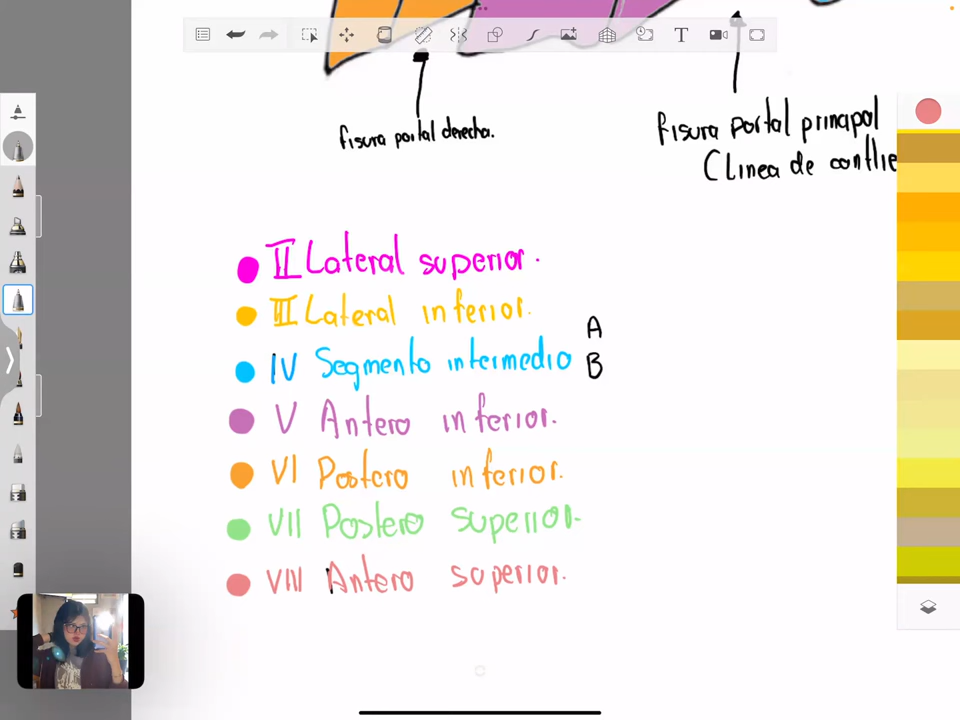 T
fisura portal derecha.
Fisura portal principal
(linea de conflie
II Lateral superior.
III Lateral inferior.
IV Segmento intermedio A B
V Antero inferior.
VI Postero inferior.
VII Postero superior.
VIII Antero superior.